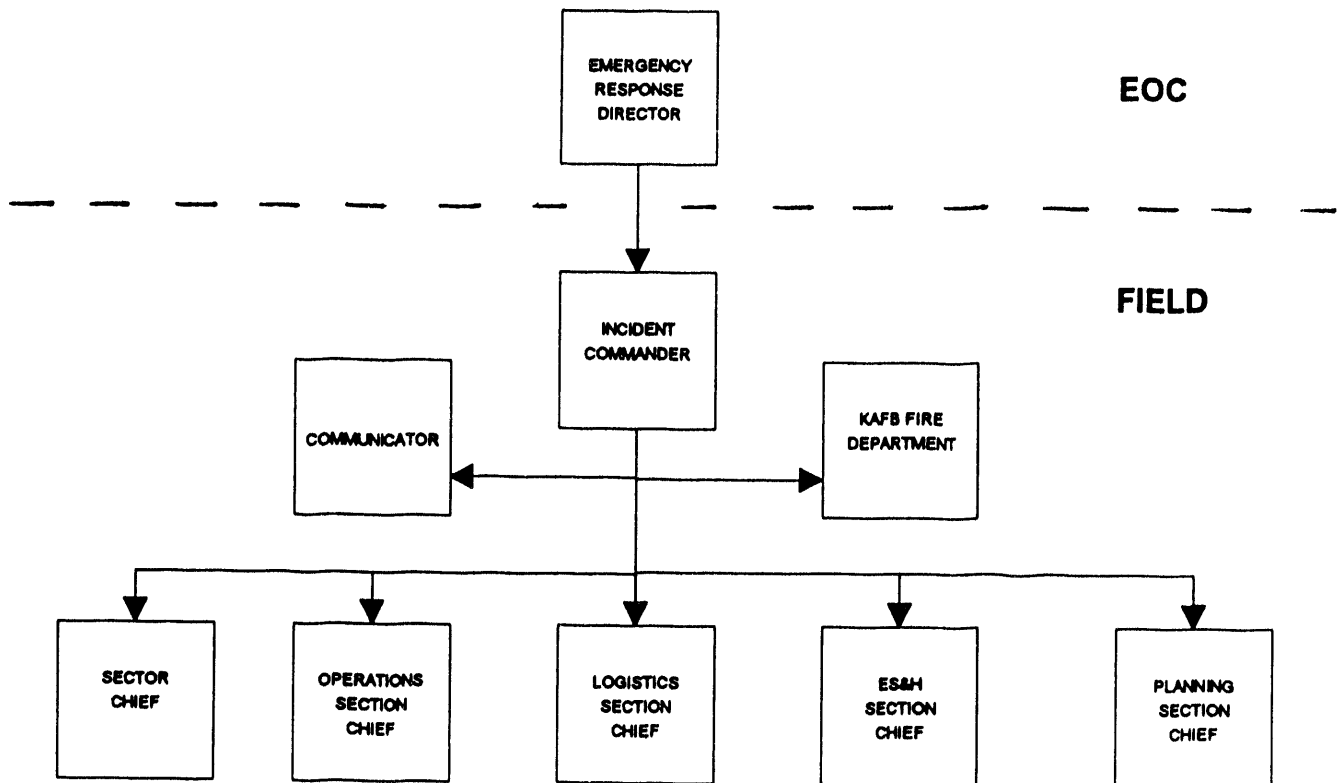 EMERGENCY
RESPONSE
DIRECTOR
EOC
FIELD
INCIDENT
COMMANDER
COMMUNICATOR
KAFB FIRE
DEPARTMENT
SECTOR
CHIEF
OPERATIONS
SECTION
CHIEF
LOGISTICS
SECTION
CHIEF
ES&H
SECTION
CHIEF
PLANNING
SECTION
CHIEF